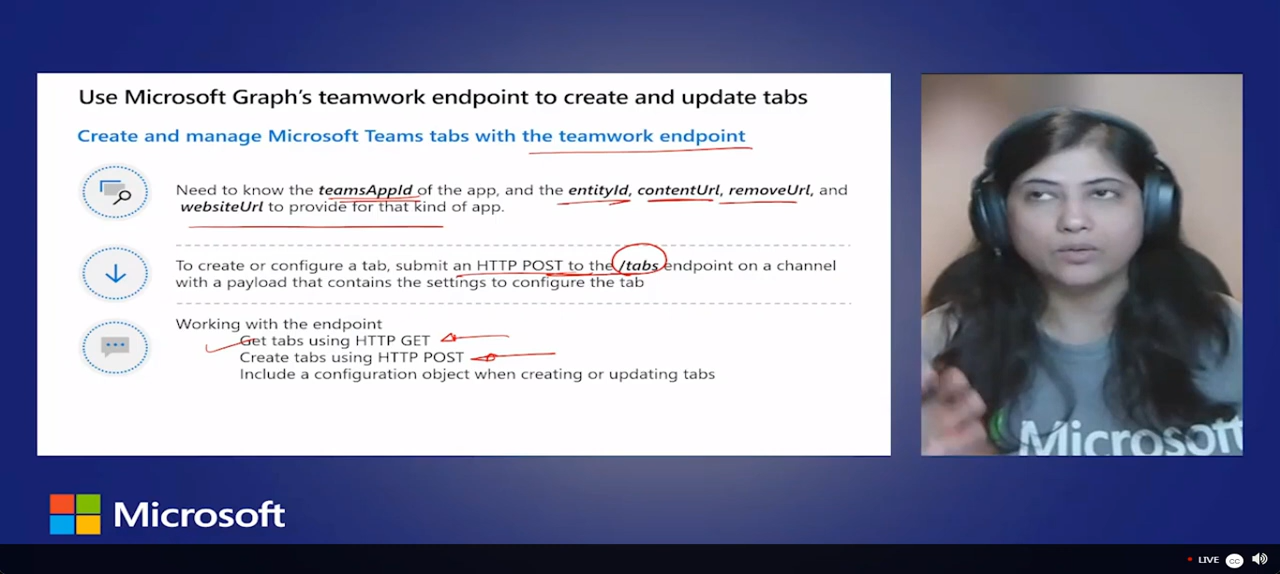 Use Microsoft Graph's teamwork endpoint to create and update tabs
Create and manage Microsoft Teams tabs with the teamwork endpoint
Need to know the teamsAppId of the app, and the entityId, contentUrl, removeUrl, and
websiteUrl to provide for that kind of app.
To create or configure a tab, submit an HTTP POST to the /tabs endpoint on a channel
with a payload that contains the settings to configure the tab
Working with the endpoint
Get tabs using HTTP GET
Create tabs using HTTP POST
Include a configuration object when creating or updating tabs
Microsoft
Microsoft
LIVE
CC